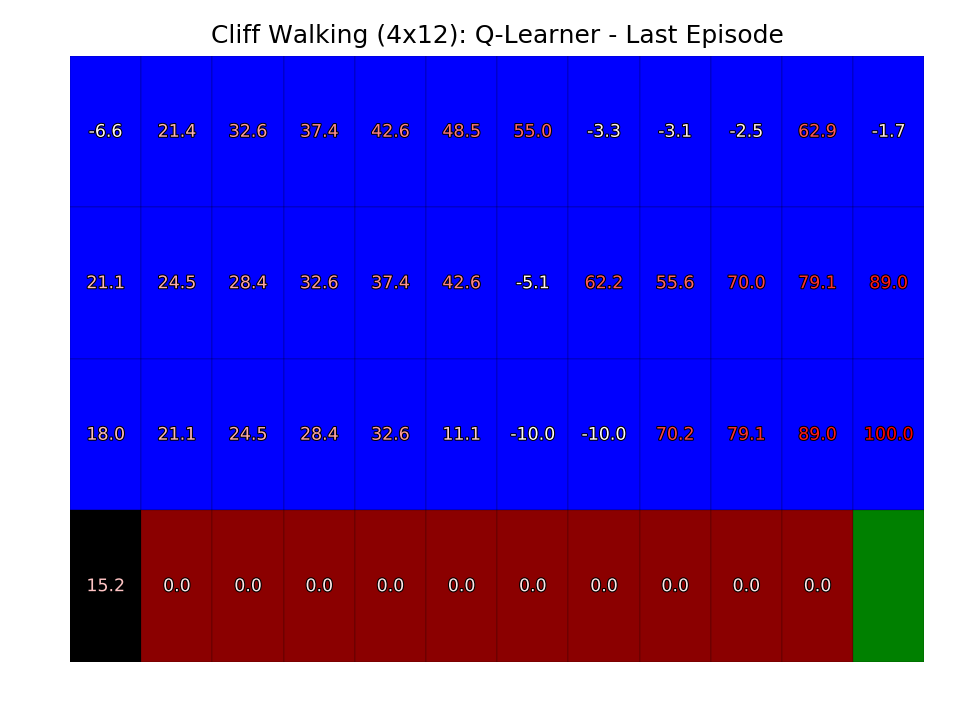 Cliff Walking (4x12): Q-Learner - Last Episode
-6.6 21.4 32.6 37.4 42.6 48.5 55.0 -3.3 -3.1 -2.5 62.9 -1.7
21.1 24.5 28.4 32.6 37.4 42.6 -5.1 62.2 55.6 70.0 79.1 89.0
18.0 21.1 24.5 28.4 32.6 11.1 -10.0 -10.0 70.2 79.1 89.0 100.0
15.2 0.0 0.0 0.0 0.0 0.0 0.0 0.0 0.0 0.0 0.0